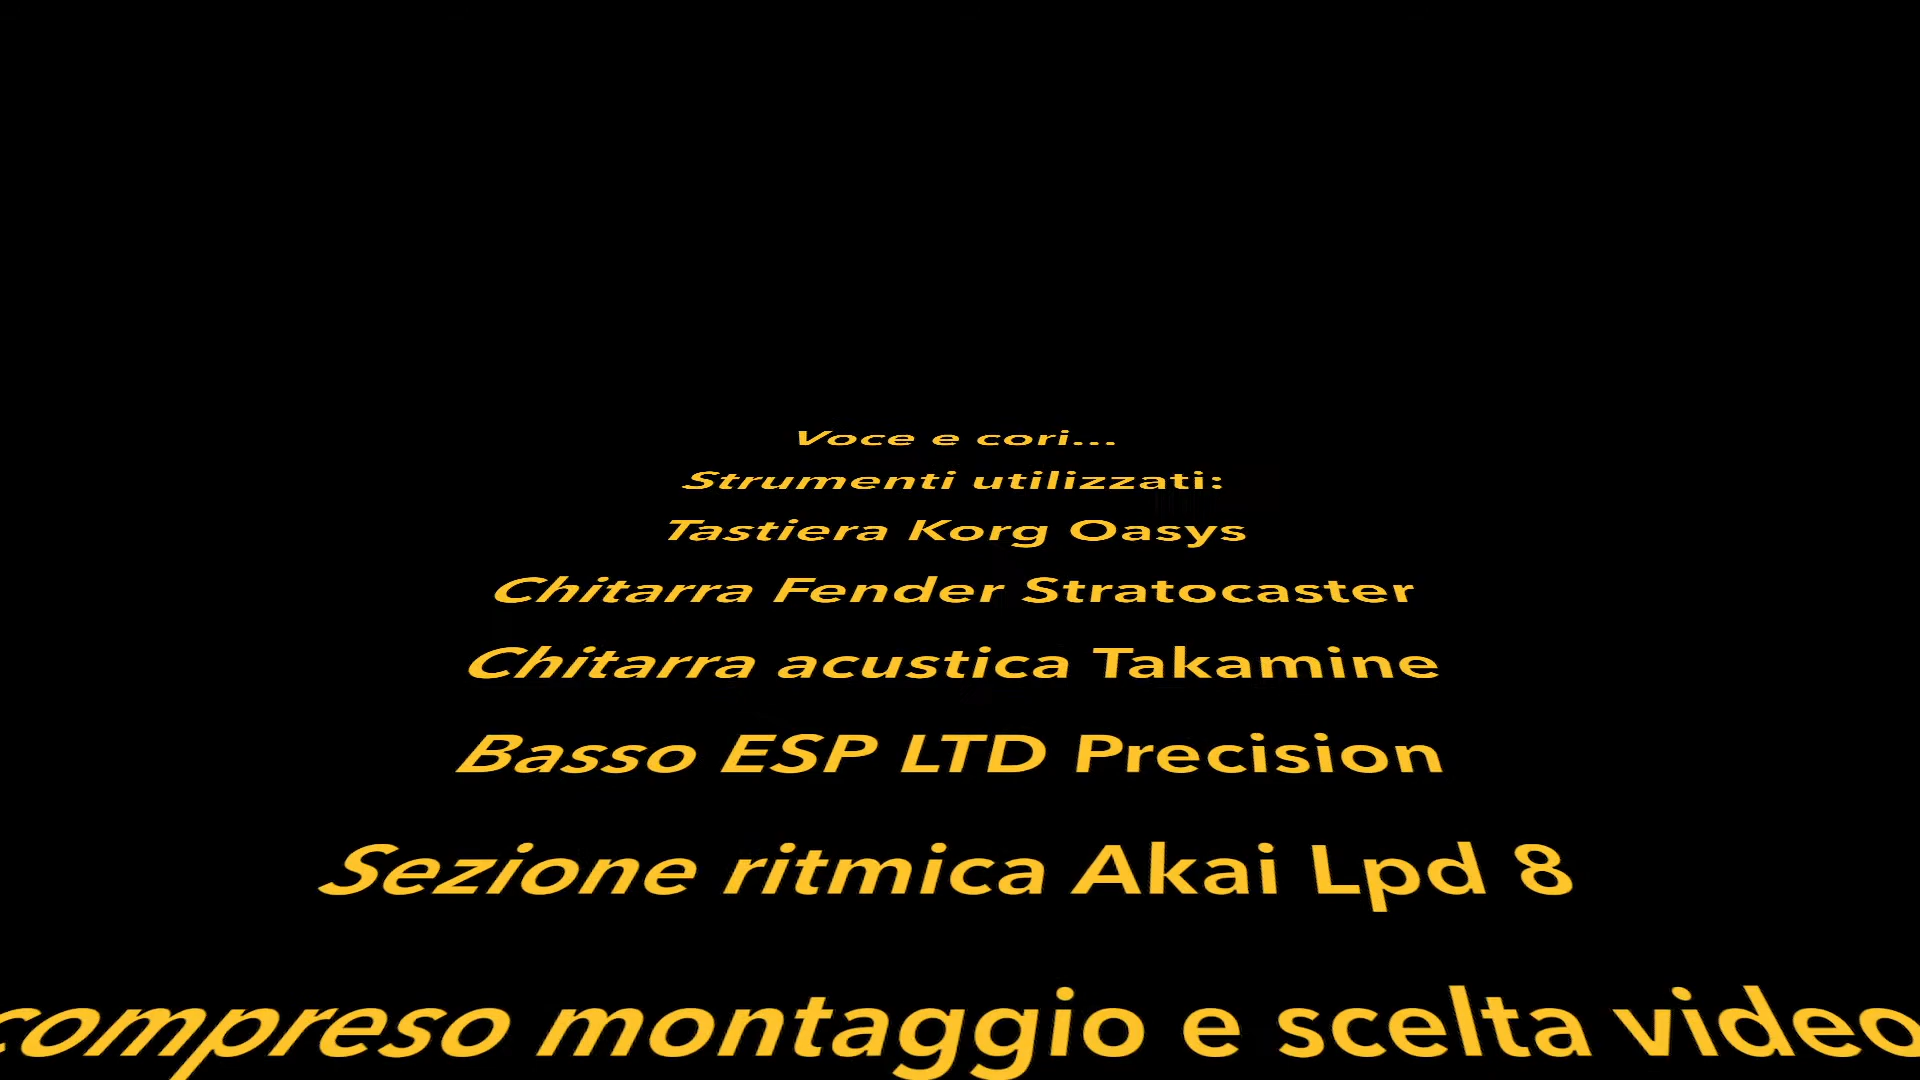 Voce e cori...
Strumenti utilizzati:
Tastiera Korg Oasys
Chitarra Fender Stratocaster
Chitarra acustica Takamine
Basso ESP LTD Precision
Sezione ritmica Akai Lpd 8
compreso montaggio e scelta video